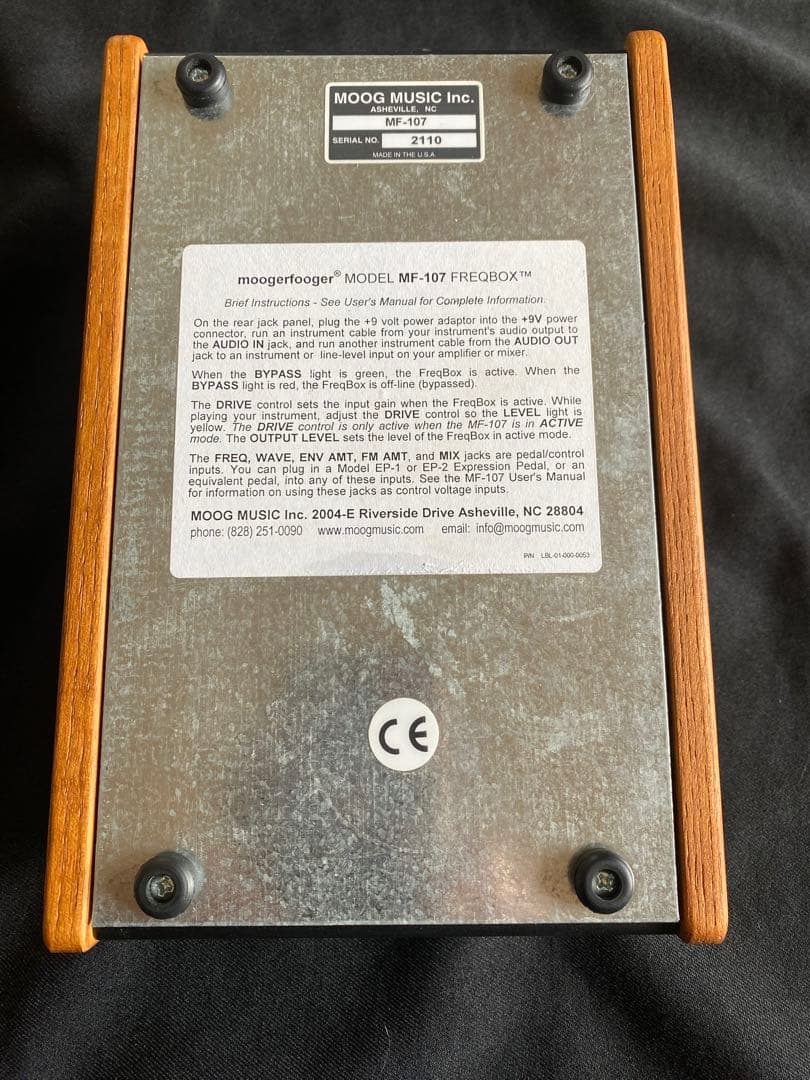 MOOG MUSIC Inc.
ASHEVILLE, NC
MF-107
SERIAL NO. 2110
MADE IN THE U.S.A.
moogerfooger® MODEL MF-107 FREQBOX™
Brief Instructions - See User's Manual for Complete Information.
On the rear jack panel, plug the +9 volt power adaptor into the +9V power
connector, run an instrument cable from your instrument's audio output to
the AUDIO IN jack, and run another instrument cable from the AUDIO OUT
jack to an instrument or line-level input on your amplifier or mixer.
When the BYPASS light is green, the FreqBox is active. When the
BYPASS light is red, the FreqBox is off-line (bypassed).
The DRIVE control sets the input gain when the FreqBox is active. While
playing your instrument, adjust the DRIVE control so the LEVEL light is
yellow. The DRIVE control is only active when the MF-107 is in ACTIVE
mode. The OUTPUT LEVEL sets the level of the FreqBox in active mode.
The FREQ, WAVE, ENV AMT, FM AMT, and MIX jacks are pedal/control
inputs. You can plug in a Model EP-1 or EP-2 Expression Pedal, or an
equivalent pedal, into any of these inputs. See the MF-107 User's Manual
for information on using these jacks as control voltage inputs.
MOOG MUSIC Inc. 2004-E Riverside Drive Asheville, NC 28804
phone: (828) 251-0090 www.moogmusic.com email: info@moogmusic.com
P/N LBL-01-000-0053
CE